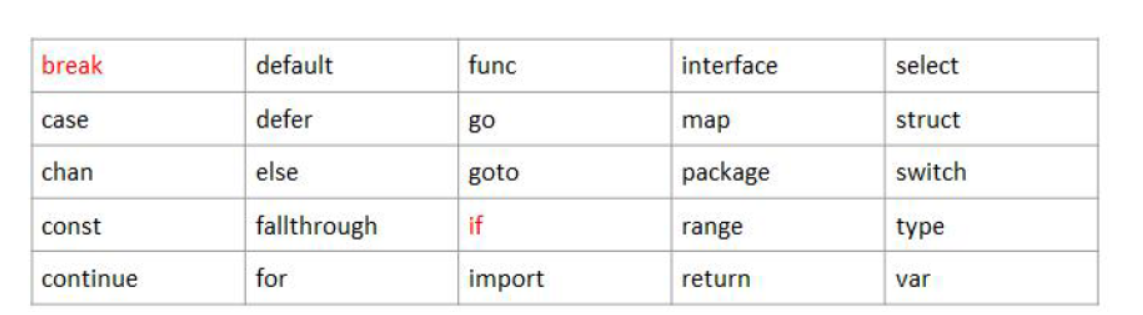 break default func interface select
case defer go map struct
chan else goto package switch
const fallthrough if range type
continue for import return var